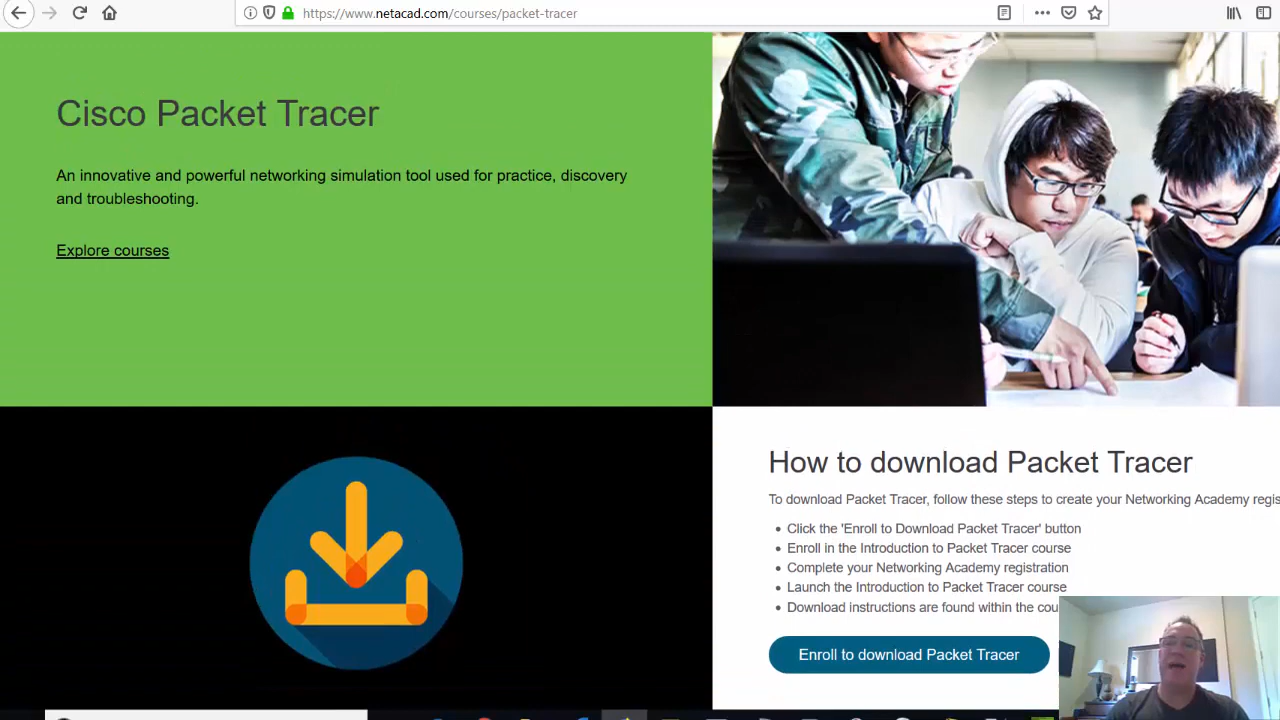 https://www.netacad.com/courses/packet-tracer
Cisco Packet Tracer
An innovative and powerful networking simulation tool used for practice, discovery
and troubleshooting.
Explore courses
How to download Packet Tracer
To download Packet Tracer, follow these steps to create your Networking Academy regis
Click the 'Enroll to Download Packet Tracer' button
Enroll in the Introduction to Packet Tracer course
Complete your Networking Academy registration
Launch the Introduction to Packet Tracer course
Download instructions are found within the cou
Enroll to download Packet Tracer